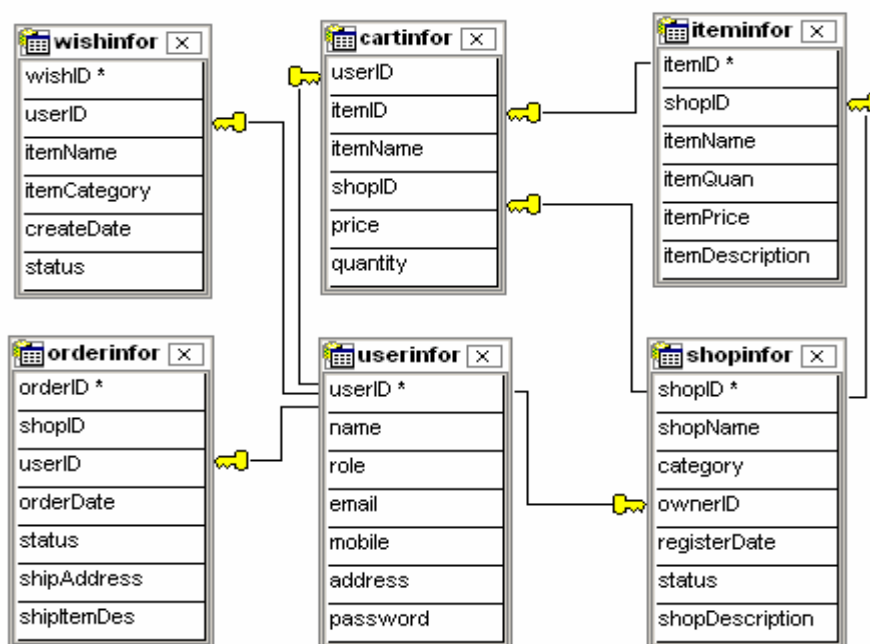 wishinfor
wishID *
userID
itemName
itemCategory
createDate
status
cartinfor
userID
itemID
itemName
shopID
price
quantity
iteminfor
itemID *
shopID
itemName
itemQuan
itemPrice
itemDescription
orderinfor
orderID *
shopID
userID
orderDate
status
shipAddress
shipItemDes
userinfor
userID *
name
role
email
mobile
address
password
shopinfor
shopID *
shopName
category
ownerID
registerDate
status
shopDescription